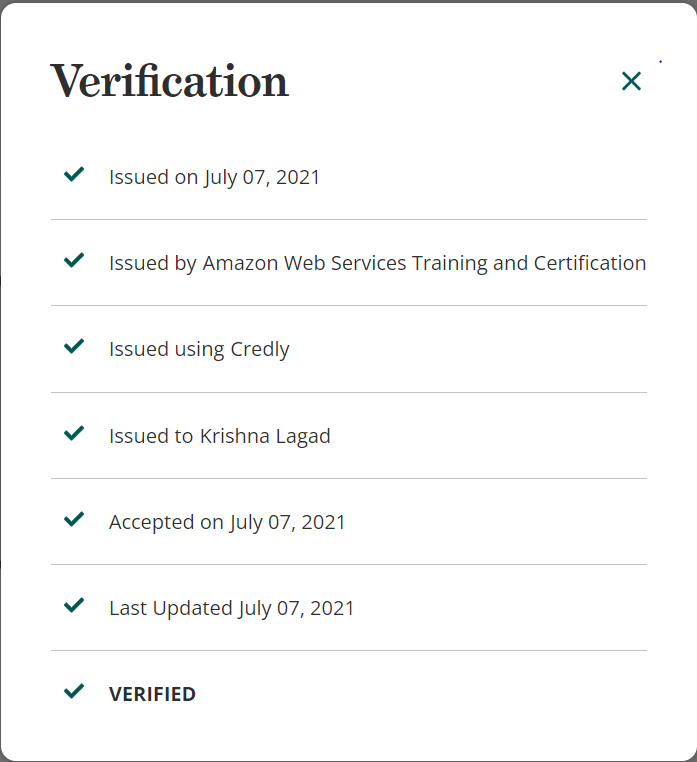 Verification
Issued on July 07, 2021
Issued by Amazon Web Services Training and Certification
Issued using Credly
Issued to Krishna Lagad
Accepted on July 07, 2021
Last Updated July 07, 2021
VERIFIED